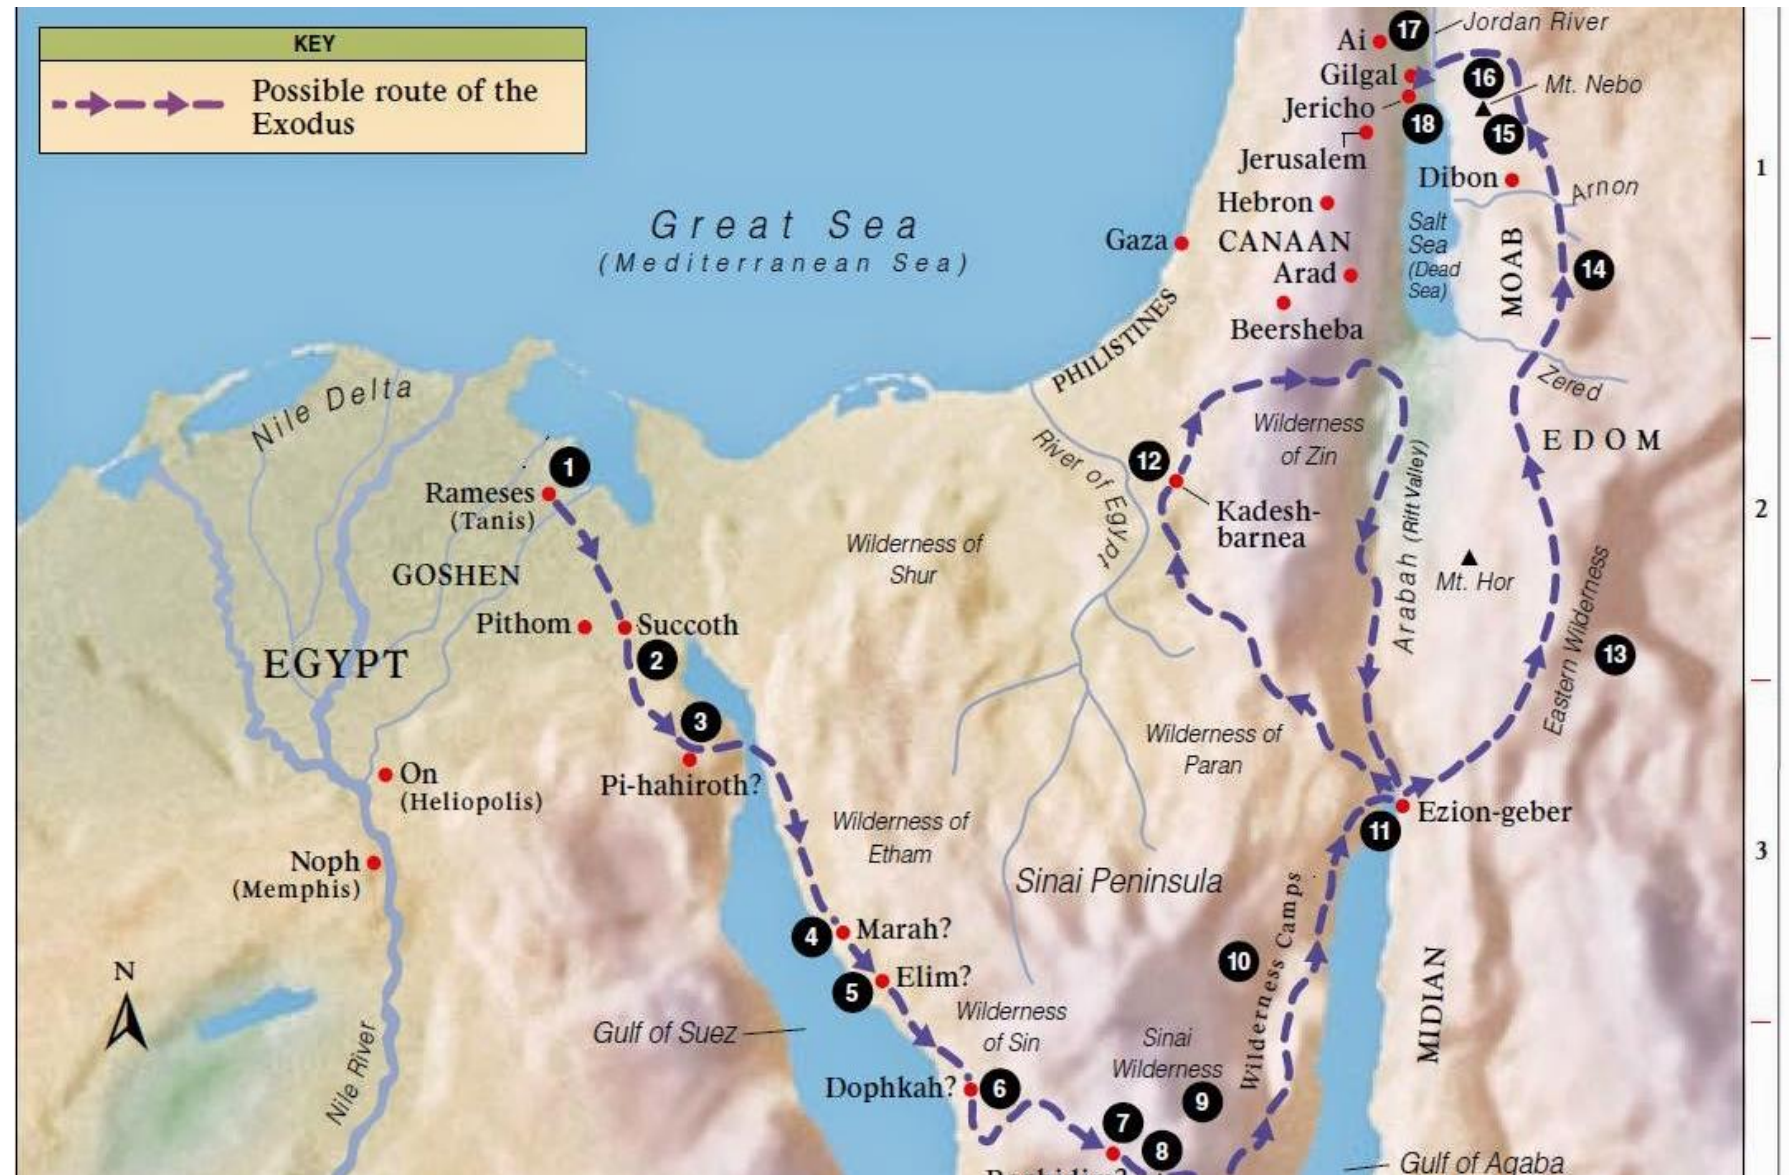 KEY
Possible route of the
Exodus
17
Jordan River
Ai
Gilgal
16
Mt. Nebo
Jericho
18
15
Jerusalem
1
Dibon
Arnon
Hebron
Great Sea
(Mediterranean Sea)
Gaza
CANAAN
Salt
Sea
(Dead
Sea)
MOAB
Arad
14
Beersheba
PHILISTINES
Nile Delta
Zered
Wilderness
of Zin
EDOM
River of Egypt
12
1
Rameses
(Tanis)
Kadesh-
barnea
2
Arabah (Rift Valley)
Wilderness of
Shur
GOSHEN
Mt. Hor
Eastern Wilderness
Pithom
Succoth
2
EGYPT
13
3
Wilderness of
Paran
Pi-hahiroth?
On
(Heliopolis)
Ezion-geber
11
Wilderness of
Etham
3
Noph
(Memphis)
Sinai Peninsula
Wilderness Camps
4
Marah?
10
N
5
Elim?
MIDIAN
Gulf of Suez
Wilderness
of Sin
Sinai
Wilderness
Nile River
Dophkah?
6
9
7
8
Gulf of Aqaba